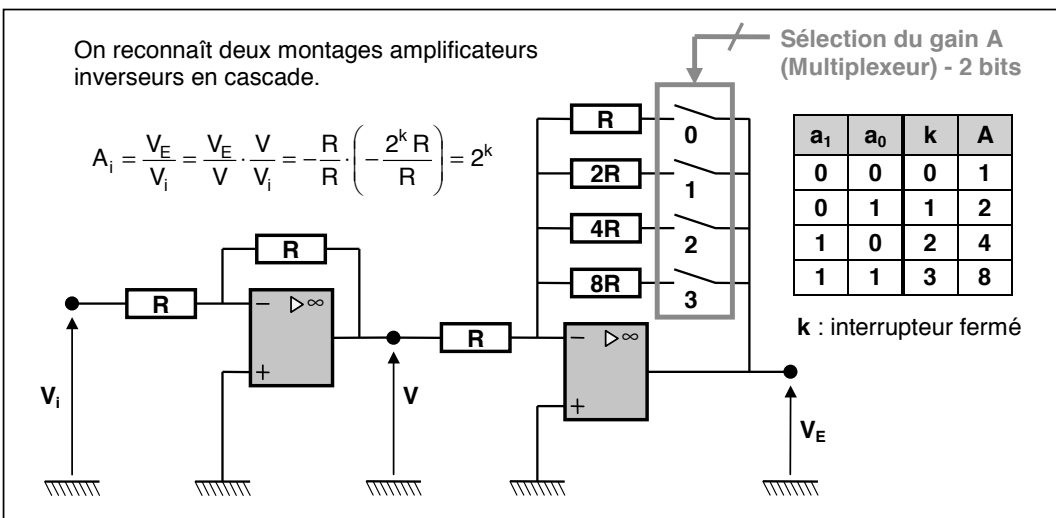 On reconnaît deux montages amplificateurs
inverseurs en cascade.
A_i = V_E/V_i = V_E/V · V/V_i = −R/R · (−2^k R/R) = 2^k
Sélection du gain A
(Multiplexeur) - 2 bits
R
0
2R
1
4R
2
8R
3
a₁ a₀ k A
0 0 0 1
0 1 1 2
1 0 2 4
1 1 3 8
k : interrupteur fermé
R
R
− ▷ ∞
+
R
− ▷ ∞
+
V_i
V
V_E